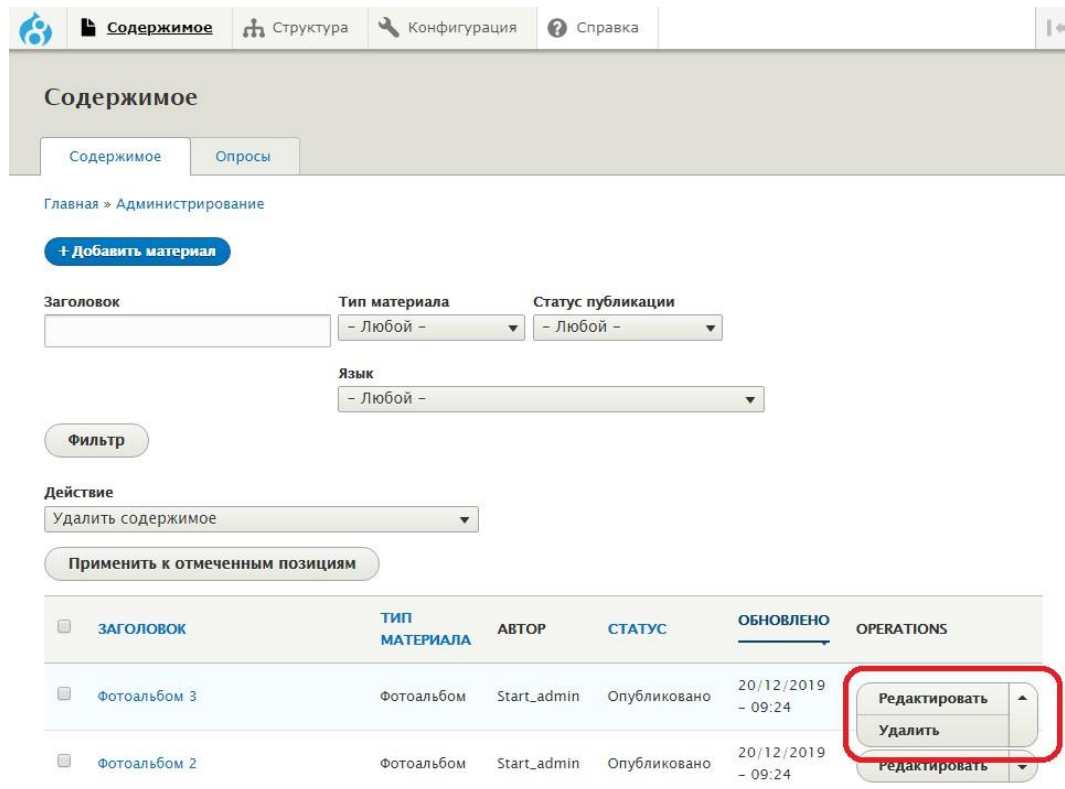 Содержимое Структура Конфигурация Справка
Содержимое
Содержимое Опросы
Главная » Администрирование
+ Добавить материал
Заголовок Тип материала Статус публикации
– Любой – – Любой –
Язык
– Любой –
Фильтр
Действие
Удалить содержимое
Применить к отмеченным позициям
ЗАГОЛОВОК ТИП МАТЕРИАЛА АВТОР СТАТУС ОБНОВЛЕНО OPERATIONS
Фотоальбом 3 Фотоальбом Start_admin Опубликовано 20/12/2019 – 09:24 Редактировать
Удалить
Фотоальбом 2 Фотоальбом Start_admin Опубликовано 20/12/2019 – 09:24 Редактировать